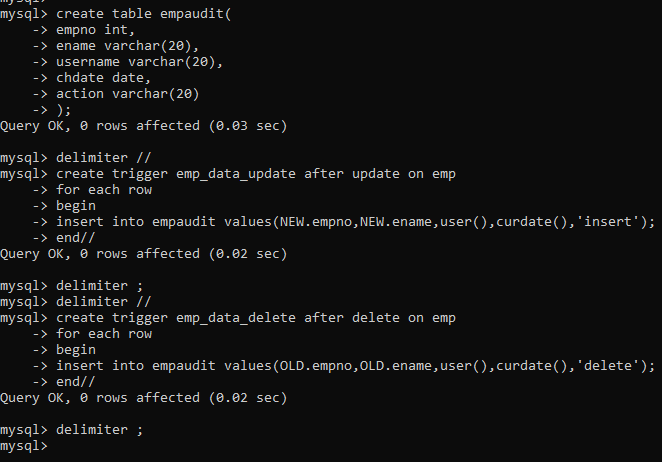 mysql>
mysql> create table empaudit(
    -> empno int,
    -> ename varchar(20),
    -> username varchar(20),
    -> chdate date,
    -> action varchar(20)
    -> );
Query OK, 0 rows affected (0.03 sec)
mysql> delimiter //
mysql> create trigger emp_data_update after update on emp
    -> for each row
    -> begin
    -> insert into empaudit values(NEW.empno,NEW.ename,user(),curdate(),'insert');
    -> end//
Query OK, 0 rows affected (0.02 sec)
mysql> delimiter ;
mysql> delimiter //
mysql> create trigger emp_data_delete after delete on emp
    -> for each row
    -> begin
    -> insert into empaudit values(OLD.empno,OLD.ename,user(),curdate(),'delete');
    -> end//
Query OK, 0 rows affected (0.02 sec)
mysql> delimiter ;
mysql>